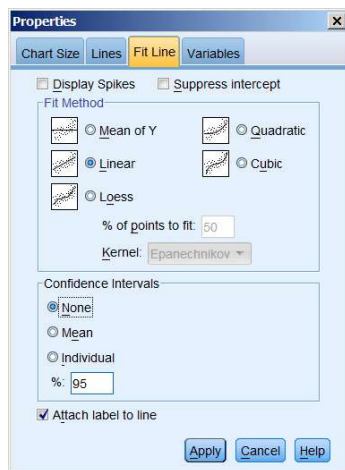 Properties
Chart Size Lines Fit Line Variables
Display Spikes Suppress intercept
Fit Method
Mean of Y Quadratic
Linear Cubic
Loess
% of points to fit: 50
Kernel: Epanechnikov
Confidence Intervals
None
Mean
Individual
%: 95
Attach label to line
Apply Cancel Help